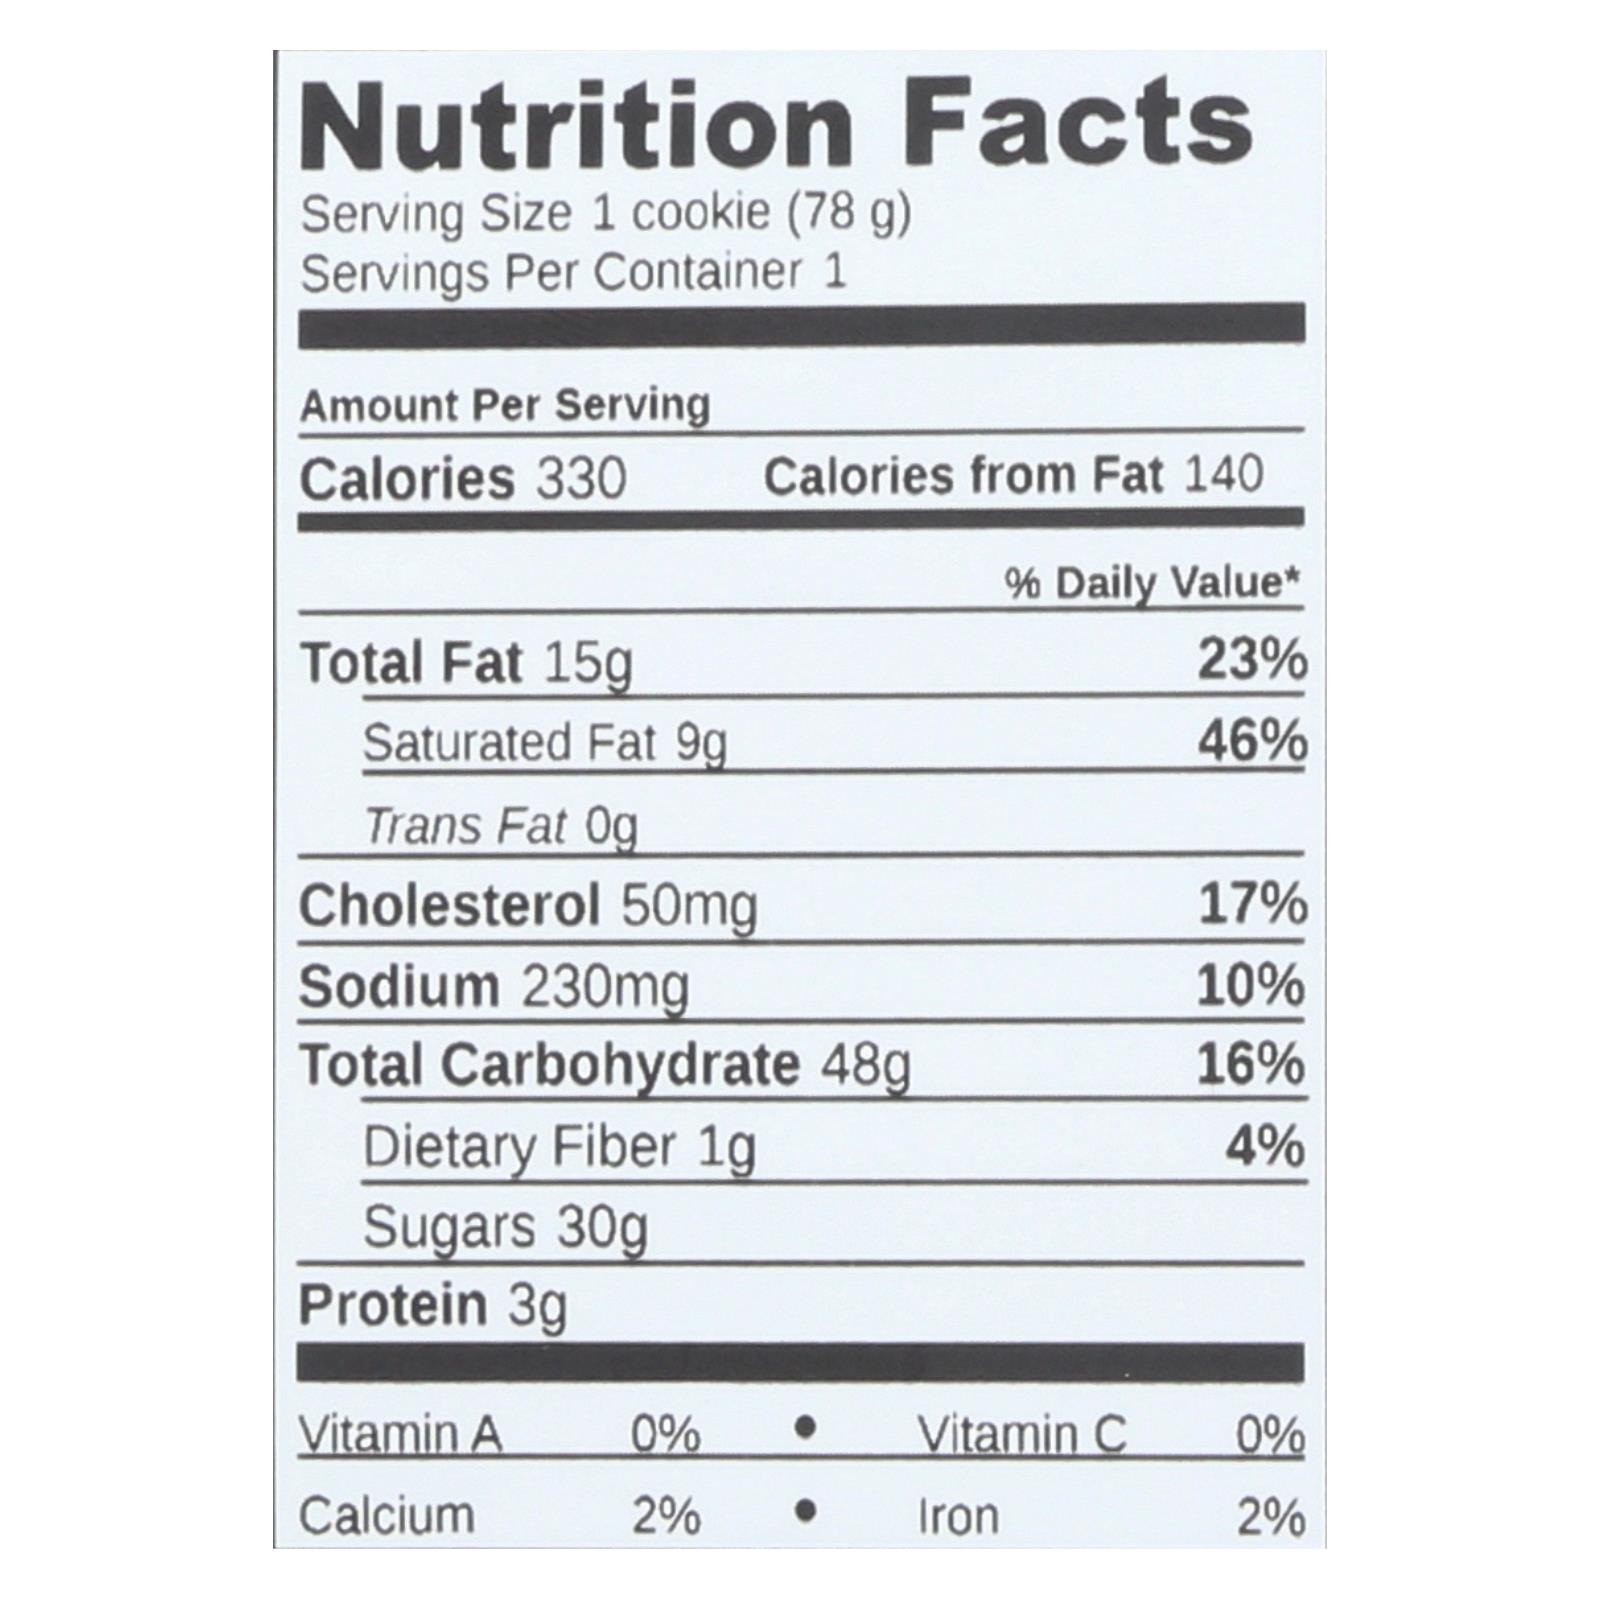 Nutrition Facts
Serving Size 1 cookie (78 g)
Servings Per Container 1
Amount Per Serving
Calories 330 Calories from Fat 140
% Daily Value*
Total Fat 15g 23%
Saturated Fat 9g 46%
Trans Fat 0g
Cholesterol 50mg 17%
Sodium 230mg 10%
Total Carbohydrate 48g 16%
Dietary Fiber 1g 4%
Sugars 30g
Protein 3g
Vitamin A 0% • Vitamin C 0%
Calcium 2% • Iron 2%